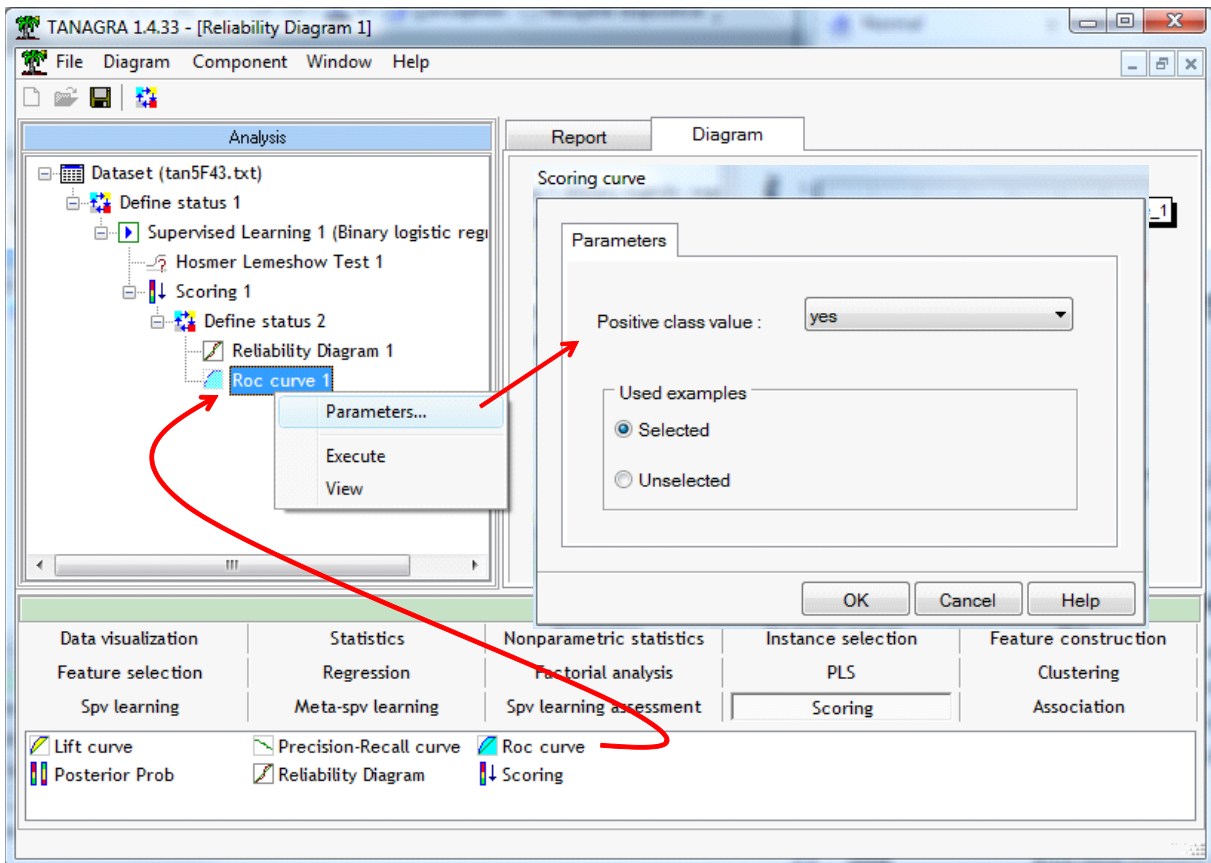 TANAGRA 1.4.33 - [Reliability Diagram 1]
File Diagram Component Window Help
Analysis
Report Diagram
Dataset (tan5F43.txt)
Define status 1
Supervised Learning 1 (Binary logistic regr
Hosmer Lemeshow Test 1
Scoring 1
Define status 2
Reliability Diagram 1
Roc curve 1
Parameters...
Execute
View
Scoring curve
_1
Parameters
Positive class value : yes
Used examples
Selected
Unselected
OK Cancel Help
Data visualization Statistics Nonparametric statistics Instance selection Feature construction
Feature selection Regression Factorial analysis PLS Clustering
Spv learning Meta-spv learning Spv learning assessment Scoring Association
Lift curve Precision-Recall curve Roc curve
Posterior Prob Reliability Diagram Scoring